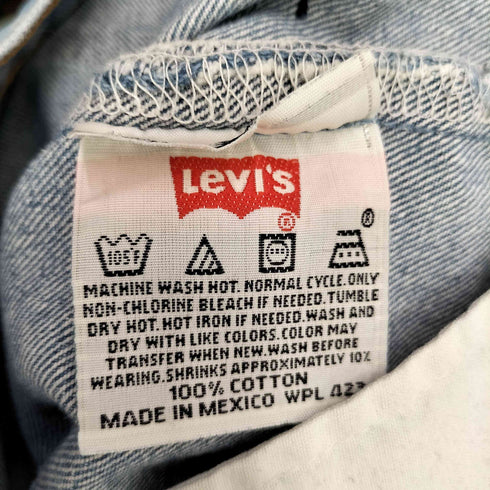 LEVI'S
®
105F
MACHINE WASH HOT. NORMAL CYCLE. ONLY
NON-CHLORINE BLEACH IF NEEDED. TUMBLE
DRY HOT. HOT IRON IF NEEDED. WASH AND
DRY WITH LIKE COLORS. COLOR MAY
TRANSFER WHEN NEW. WASH BEFORE
WEARING. SHRINKS APPROXIMATELY 10%
100% COTTON
MADE IN MEXICO WPL 423